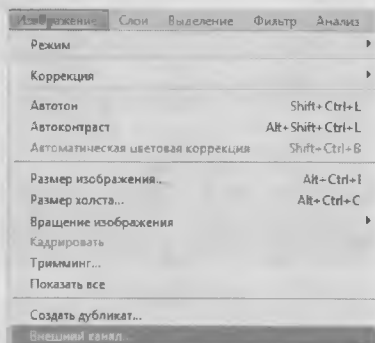 Изображение Слои Выделение Фильтр Анализ
Режим
Коррекция
Автотон Shift+Ctrl+L
Автоконтраст Alt+Shift+Ctrl+L
Автоматическая цветовая коррекция Shift+Ctrl+B
Размер изображения... Alt+Ctrl+I
Размер холста... Alt+Ctrl+C
Вращение изображения
Кадрировать
Тримминг...
Показать все
Создать дубликат...
Внешний канал...